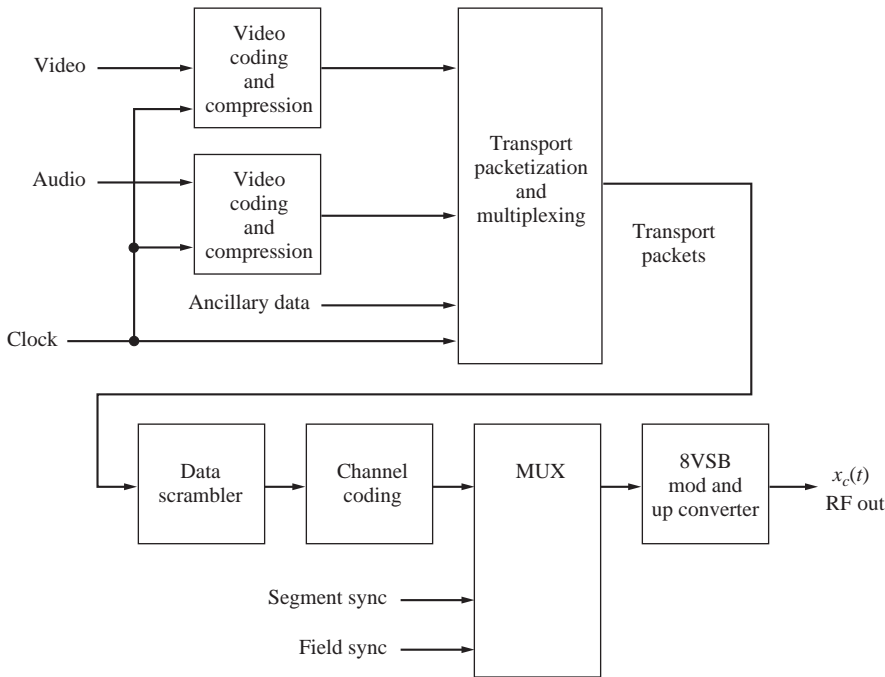 Video
Video
coding
and
compression
Audio
Video
coding
and
compression
Transport
packetization
and
multiplexing
Transport
packets
Ancillary data
Clock
Data
scrambler
Channel
coding
MUX
8VSB
mod and
up converter
x_c(t)
RF out
Segment sync
Field sync